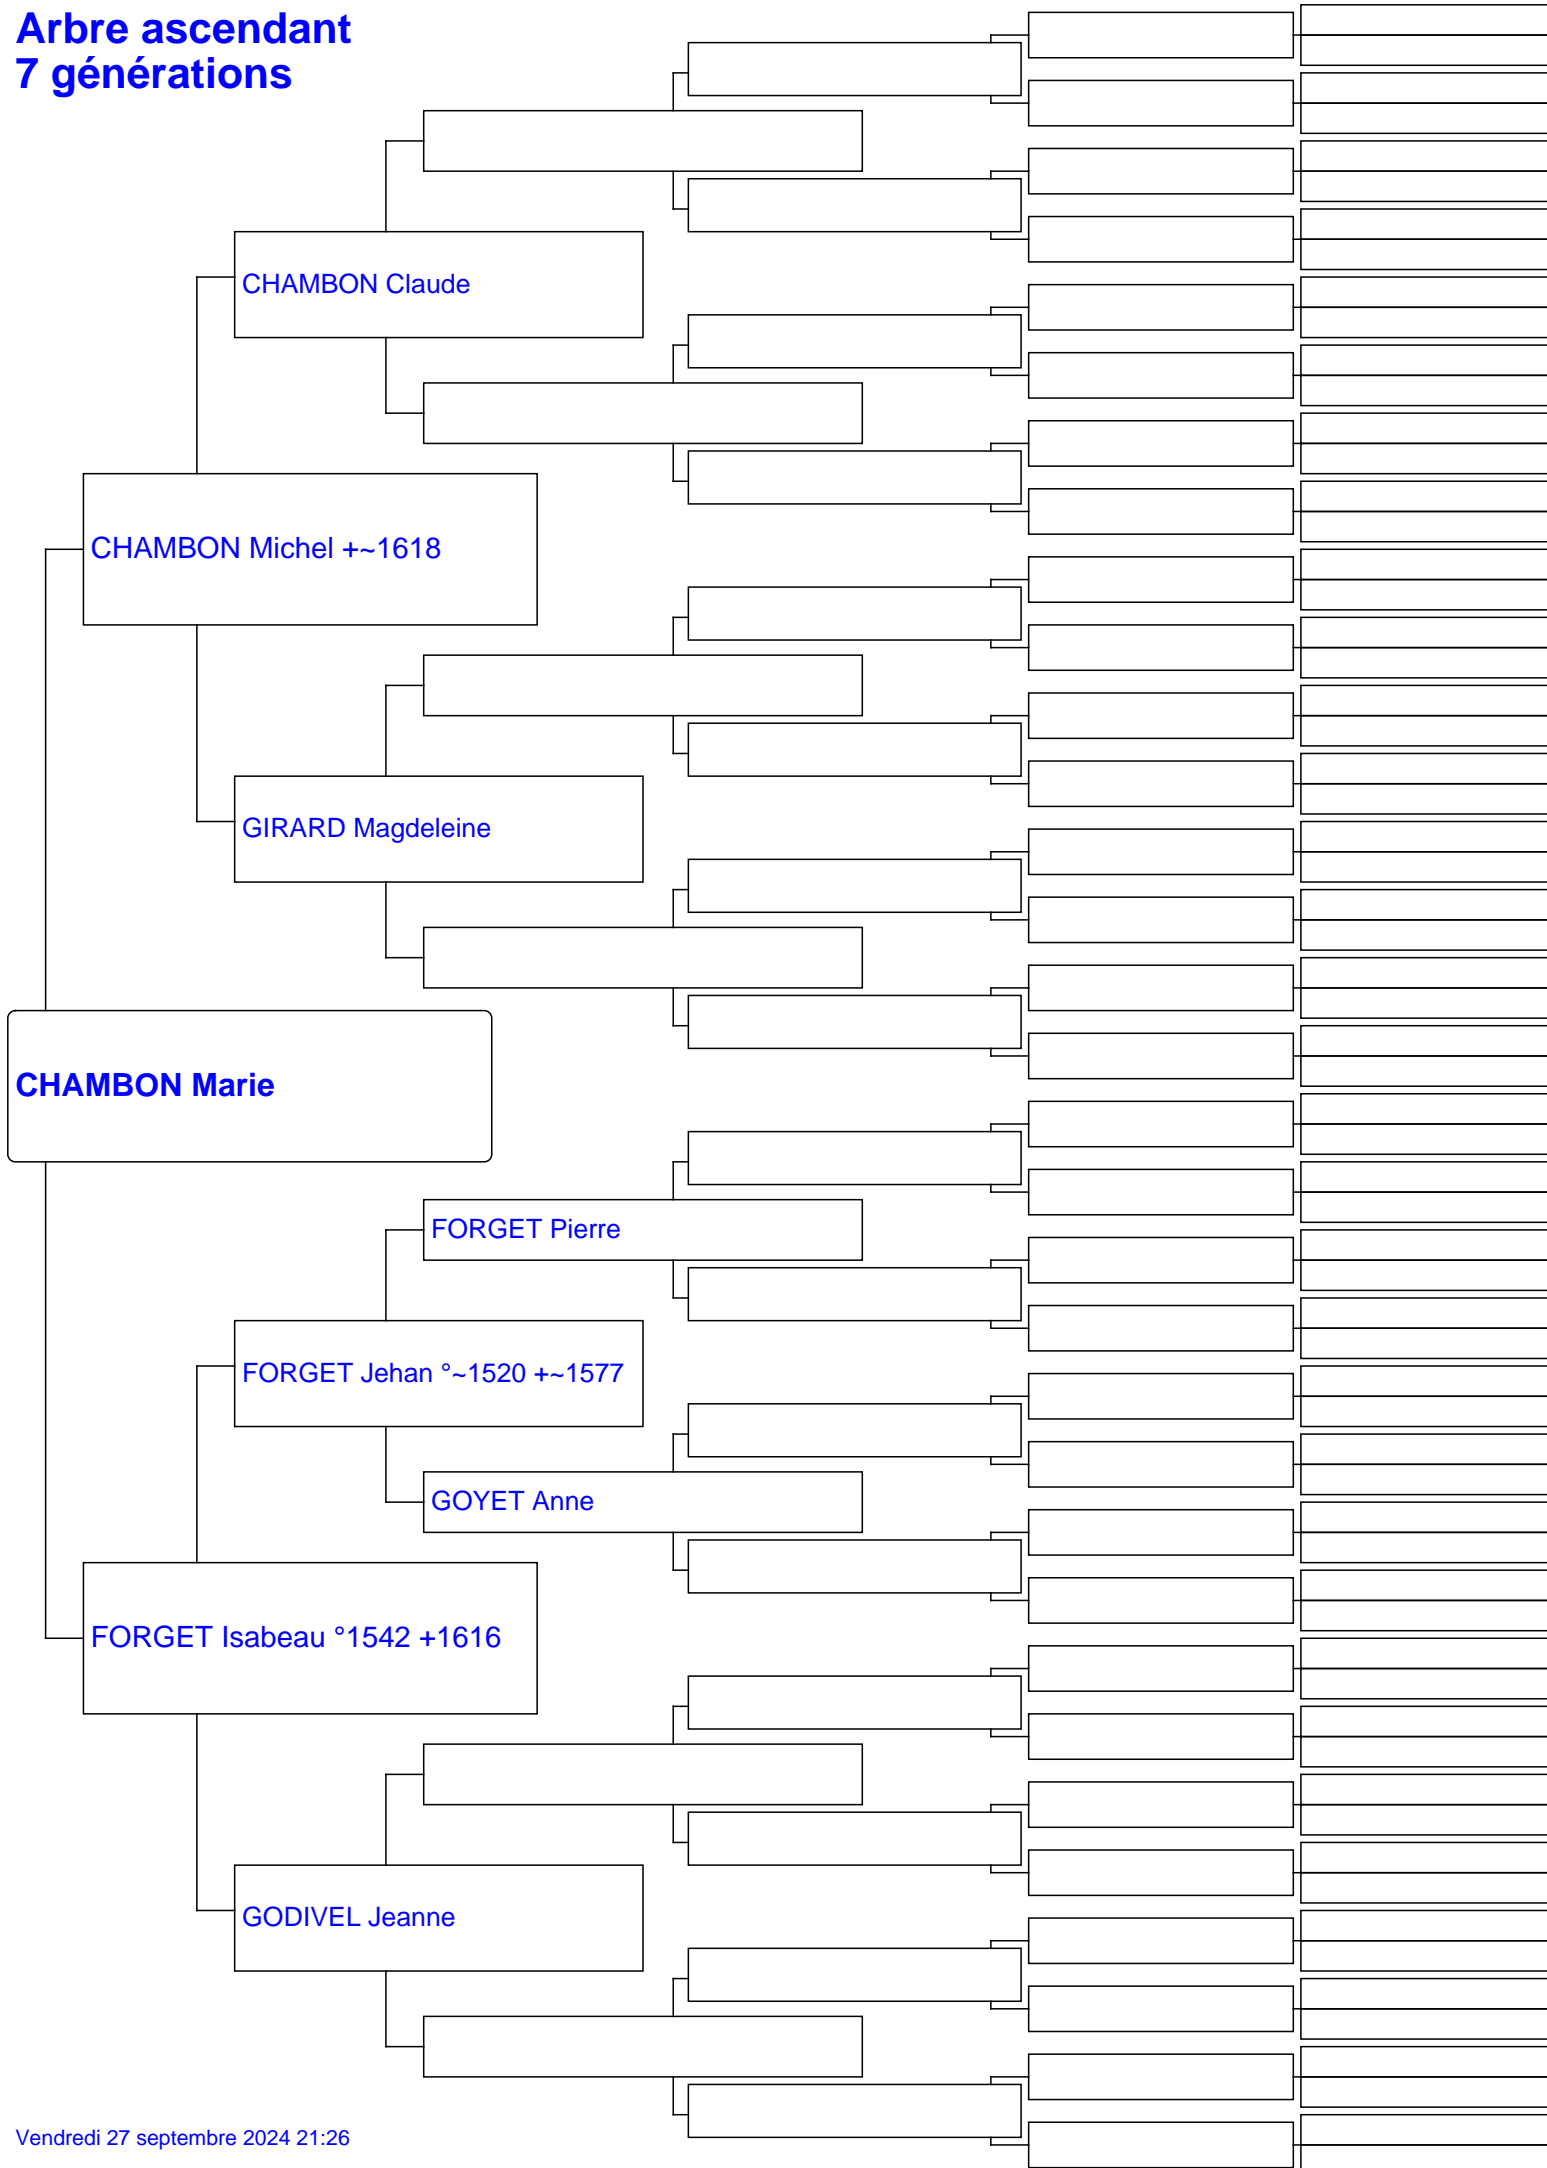 Arbre ascendant
7 générations
CHAMBON Claude
CHAMBON Michel +~1618
GIRARD Magdeleine
CHAMBON Marie
FORGET Pierre
FORGET Jehan °~1520 +~1577
GOYET Anne
FORGET Isabeau °1542 +1616
GODIVEL Jeanne
Vendredi 27 septembre 2024 21:26